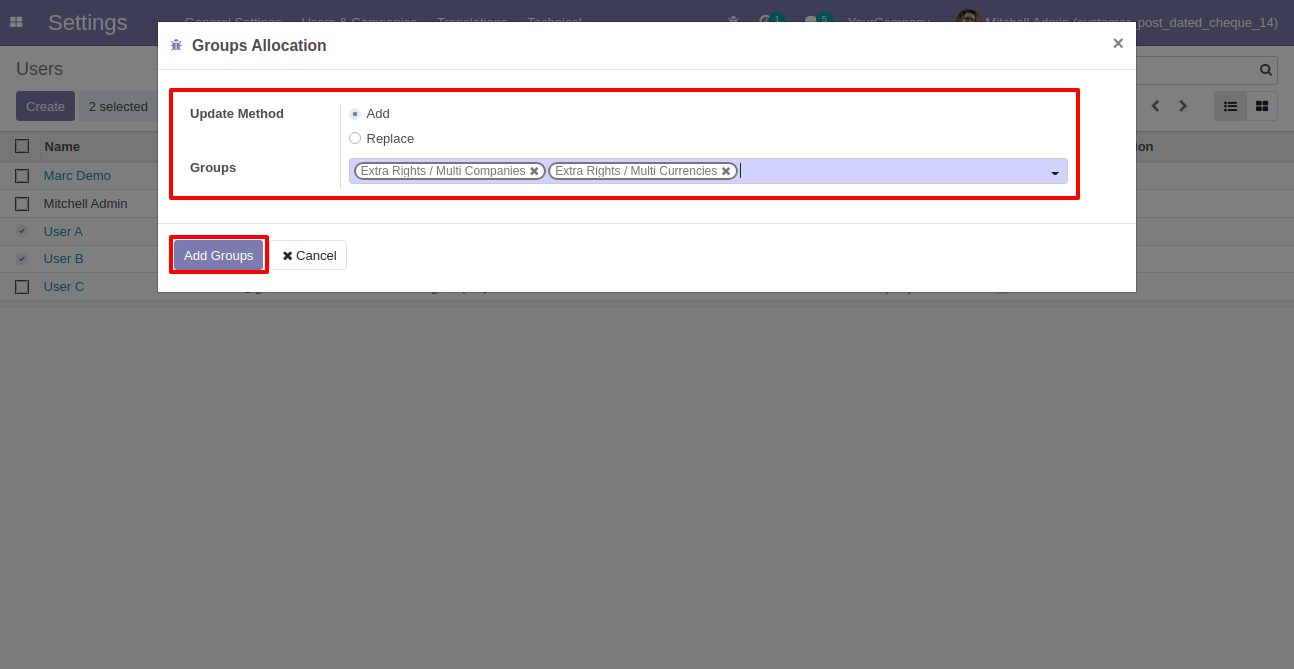 Settings General Settings Users & Companies Translations Technical 1 5 YourCompany Mitchell Admin (customer_post_dated_cheque_14)
Groups Allocation ×
Users
Create 2 selected
Update Method Add
Replace
Groups Extra Rights / Multi Companies ✖ Extra Rights / Multi Currencies ✖
Name
Marc Demo
Mitchell Admin
User A
User B
User C
Add Groups ✖ Cancel